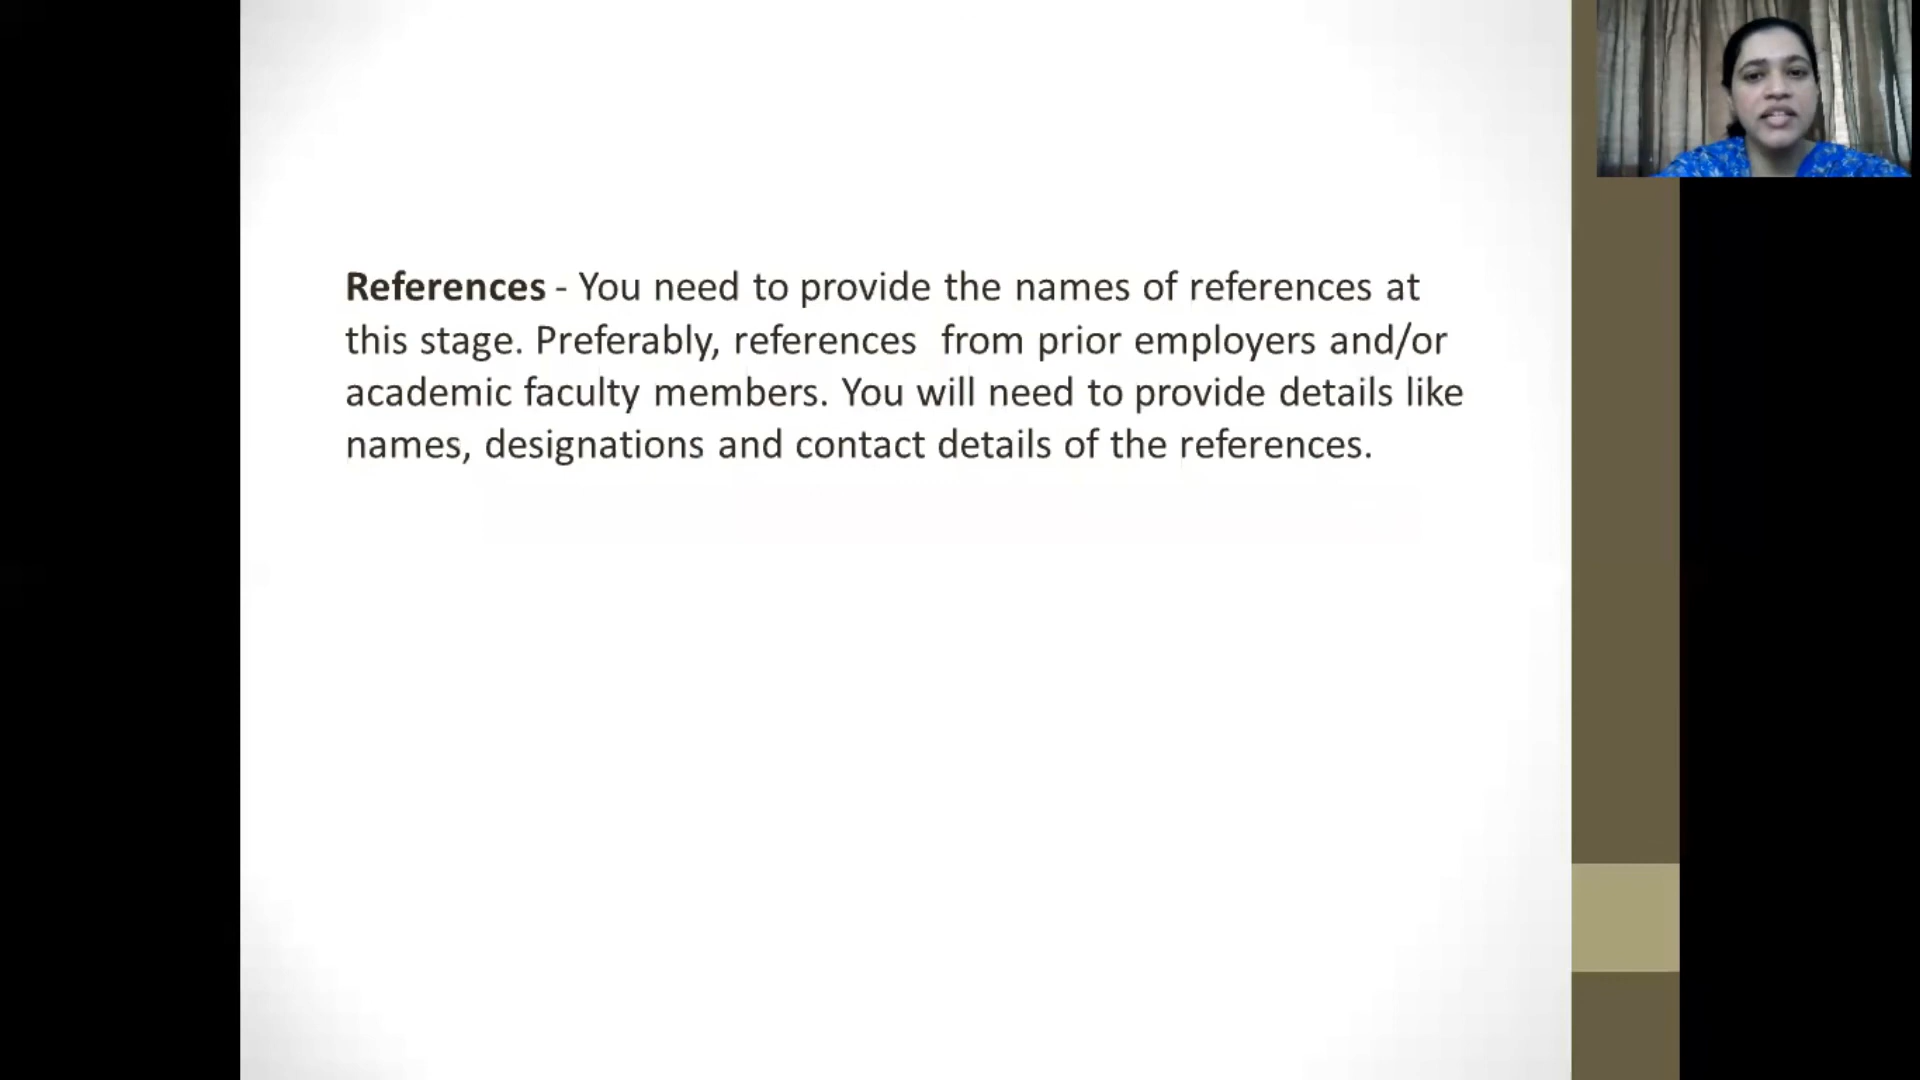 References - You need to provide the names of references at
this stage. Preferably, references  from prior employers and/or
academic faculty members. You will need to provide details like
names, designations and contact details of the references.